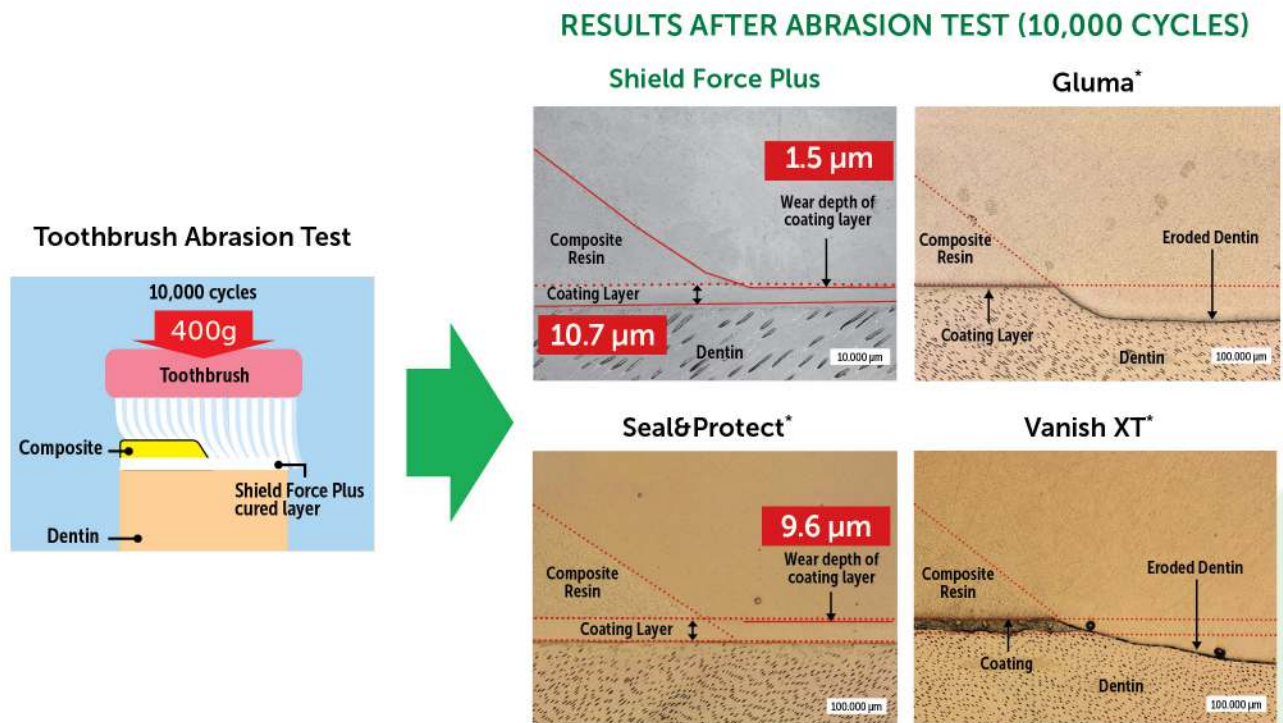 RESULTS AFTER ABRASION TEST (10,000 CYCLES)
Toothbrush Abrasion Test
10,000 cycles
400g
Toothbrush
Composite
Shield Force Plus
cured layer
Dentin
Shield Force Plus
1.5 µm
Wear depth of
coating layer
Composite
Resin
Coating Layer
10.7 µm
Dentin
10.000 µm
Gluma*
Composite
Resin
Eroded Dentin
Coating Layer
Dentin
100.000 µm
Seal&Protect*
9.6 µm
Wear depth of
coating layer
Composite
Resin
Coating Layer
100.000 µm
Vanish XT*
Composite
Resin
Eroded Dentin
Coating
Dentin
100.000 µm